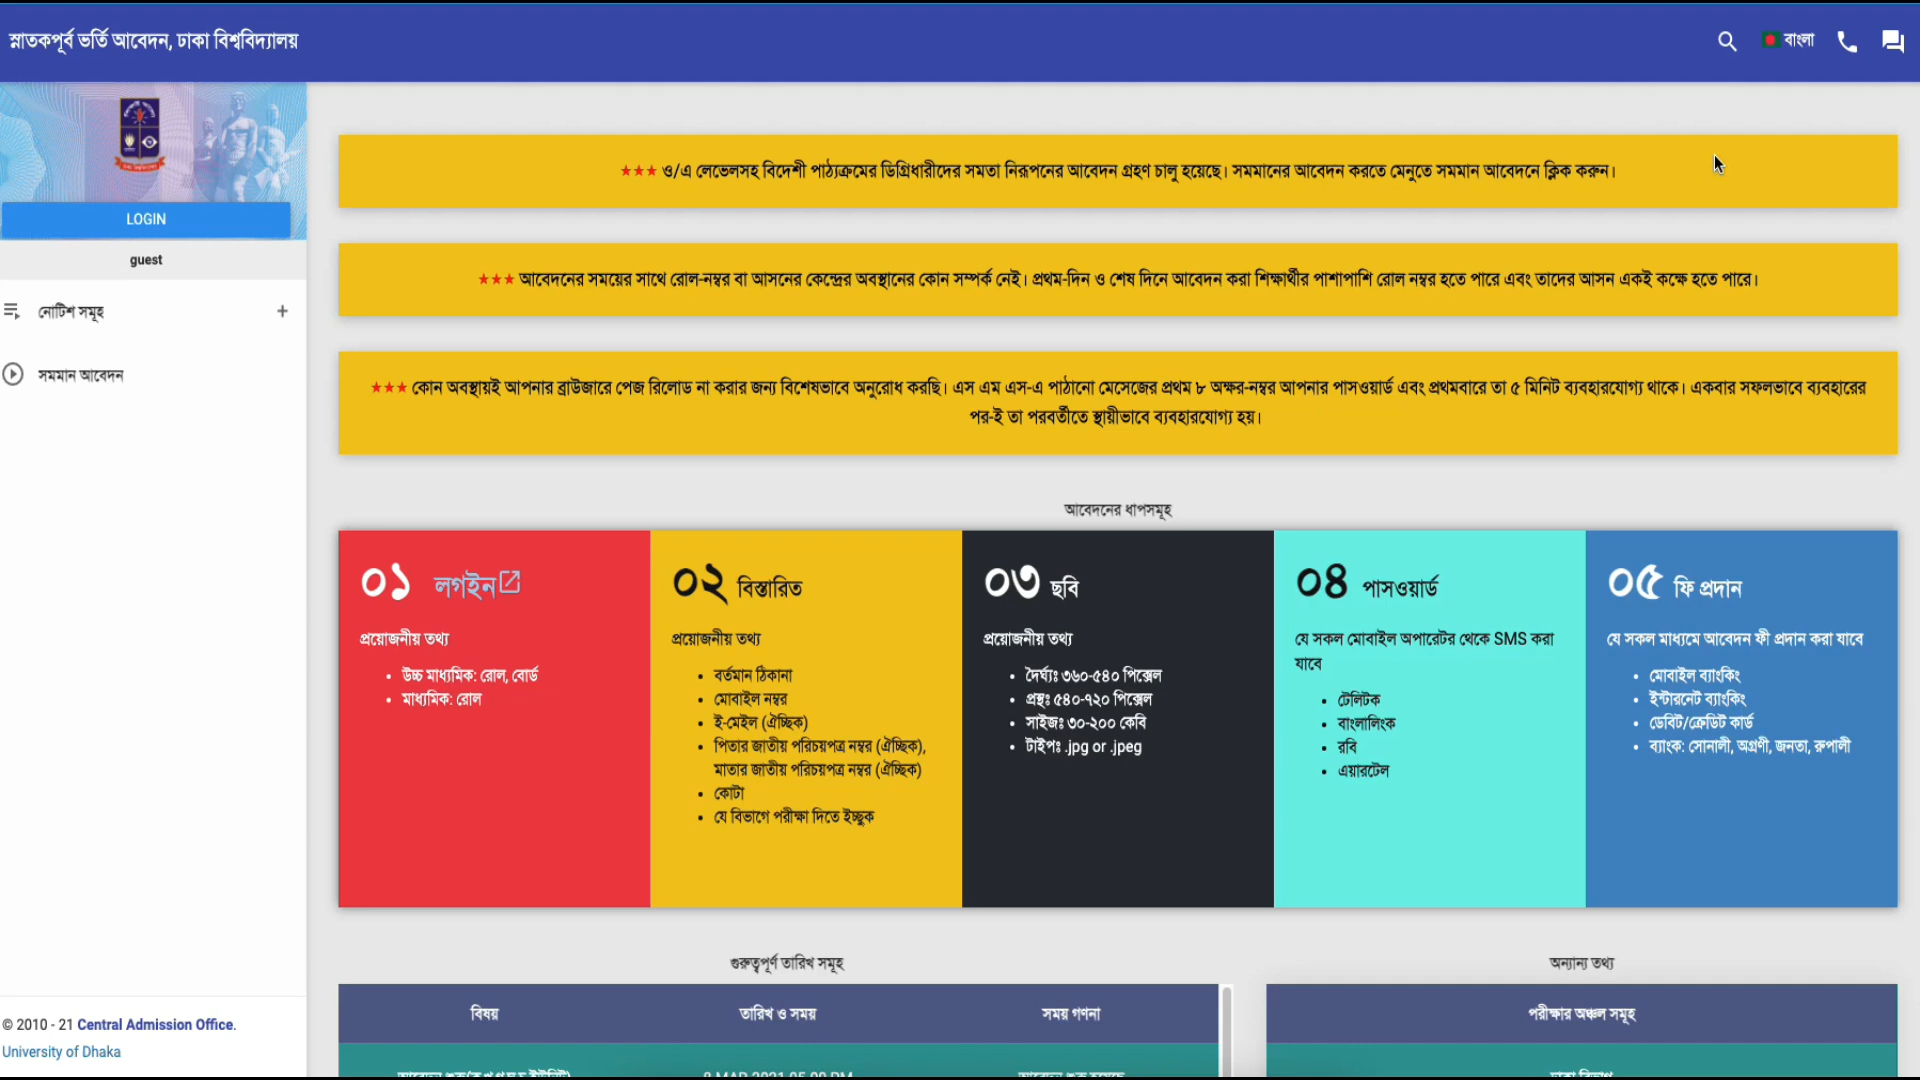 স্নাতকপূর্ব ভর্তি আবেদন, ঢাকা বিশ্ববিদ্যালয়
বাংলা
LOGIN
guest
নোটিশ সমূহ
সমমান আবেদন
© 2010 - 21 Central Admission Office.
University of Dhaka
★★★ ও/এ লেভেলসহ বিদেশী পাঠ্যক্রমের ডিগ্রিধারীদের সমতা নিরূপনের আবেদন গ্রহণ চালু হয়েছে। সমমানের আবেদন করতে মেনুতে সমমান আবেদনে ক্লিক করুন।
★★★ আবেদনের সময়ের সাথে রোল-নম্বর বা আসনের কেন্দ্রের অবস্থানের কোন সম্পর্ক নেই। প্রথম-দিন ও শেষ দিনে আবেদন করা শিক্ষার্থীর পাশাপাশি রোল নম্বর হতে পারে এবং তাদের আসন একই কক্ষে হতে পারে।
★★★ কোন অবস্থায়ই আপনার ব্রাউজারে পেজ রিলোড না করার জন্য বিশেষভাবে অনুরোধ করছি। এস এম এস-এ পাঠানো মেসেজের প্রথম ৮ অক্ষর-নম্বর আপনার পাসওয়ার্ড এবং প্রথমবারে তা ৫ মিনিট ব্যবহারযোগ্য থাকে। একবার সফলভাবে ব্যবহারের
পর-ই তা পরবর্তীতে স্থায়ীভাবে ব্যবহারযোগ্য হয়।
আবেদনের ধাপসমূহ
০১ লগইন
প্রয়োজনীয় তথ্য
• উচ্চ মাধ্যমিক: রোল, বোর্ড
• মাধ্যমিক: রোল
০২ বিস্তারিত
প্রয়োজনীয় তথ্য
• বর্তমান ঠিকানা
• মোবাইল নম্বর
• ই-মেইল (ঐচ্ছিক)
• পিতার জাতীয় পরিচয়পত্র নম্বর (ঐচ্ছিক),
মাতার জাতীয় পরিচয়পত্র নম্বর (ঐচ্ছিক)
• কোটা
• যে বিভাগে পরীক্ষা দিতে ইচ্ছুক
০৩ ছবি
প্রয়োজনীয় তথ্য
• দৈর্ঘ্যঃ ৩৬০-৫৪০ পিক্সেল
• প্রস্থঃ ৫৪০-৭২০ পিক্সেল
• সাইজঃ ৩০-২০০ কেবি
• টাইপঃ .jpg or .jpeg
০৪ পাসওয়ার্ড
যে সকল মোবাইল অপারেটর থেকে SMS করা
যাবে
• টেলিটক
• বাংলালিংক
• রবি
• এয়ারটেল
০৫ ফি প্রদান
যে সকল মাধ্যমে আবেদন ফী প্রদান করা যাবে
• মোবাইল ব্যাংকিং
• ইন্টারনেট ব্যাংকিং
• ডেবিট/ক্রেডিট কার্ড
• ব্যাংক: সোনালী, অগ্রণী, জনতা, রুপালী
গুরুত্বপূর্ণ তারিখ সমূহ
বিষয় তারিখ ও সময় সময় গণনা
8 MAR 2021 05:00 PM
অন্যান্য তথ্য
পরীক্ষার অঞ্চল সমূহ
ঢাকা বিভাগ